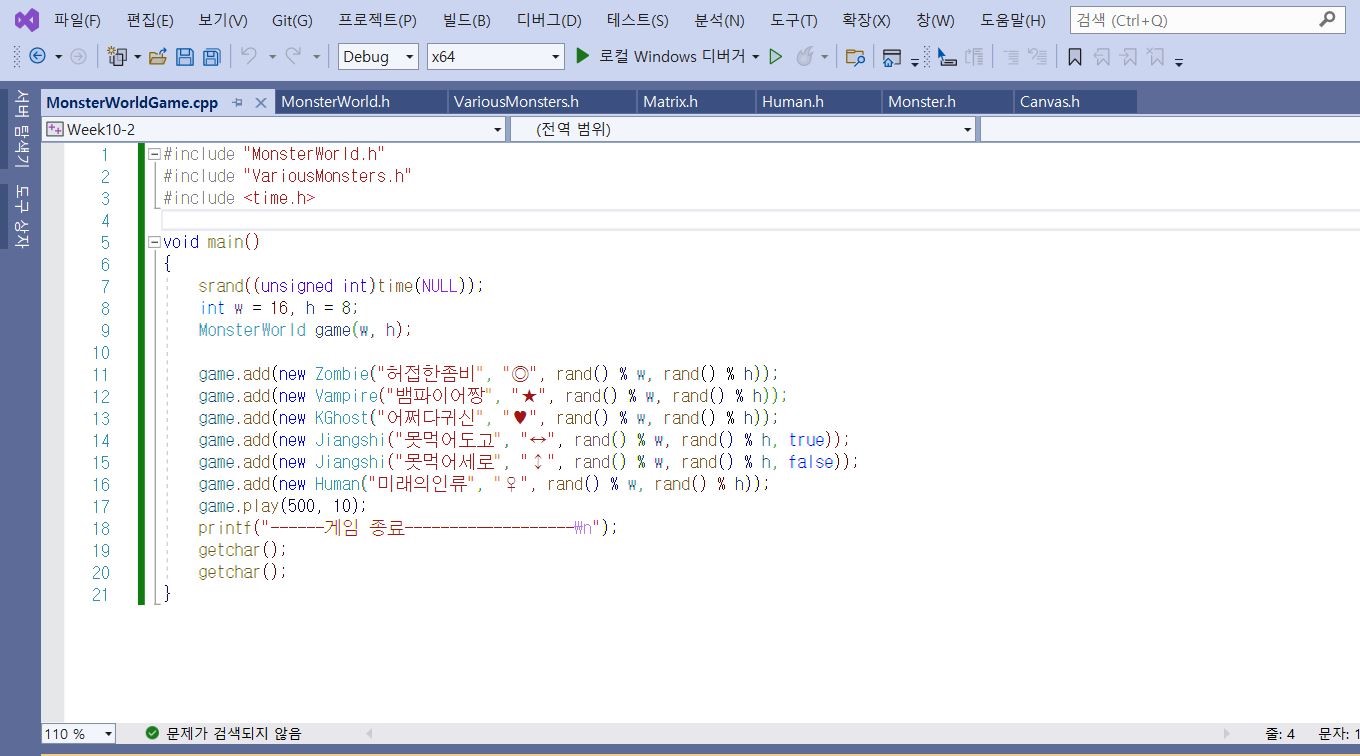 파일(F) 편집(E) 보기(V) Git(G) 프로젝트(P) 빌드(B) 디버그(D) 테스트(S) 분석(N) 도구(T) 확장(X) 창(W) 도움말(H) 검색 (Ctrl+Q)
Debug x64 로컬 Windows 디버거
서버 탐색기
도구 상자
MonsterWorldGame.cpp MonsterWorld.h VariousMonsters.h Matrix.h Human.h Monster.h Canvas.h
Week10-2 (전역 범위)
1 #include "MonsterWorld.h"
2 #include "VariousMonsters.h"
3 #include <time.h>
4
5 void main()
6 {
7 srand((unsigned int)time(NULL));
8 int w = 16, h = 8;
9 MonsterWorld game(w, h);
10
11 game.add(new Zombie("허접한좀비", "◎", rand() % w, rand() % h));
12 game.add(new Vampire("뱀파이어짱", "★", rand() % w, rand() % h));
13 game.add(new KGhost("어쩌다귀신", "♥", rand() % w, rand() % h));
14 game.add(new Jiangshi("못먹어도고", "↔", rand() % w, rand() % h, true));
15 game.add(new Jiangshi("못먹어세로", "↕", rand() % w, rand() % h, false));
16 game.add(new Human("미래의인류", "♀", rand() % w, rand() % h));
17 game.play(500, 10);
18 printf("------게임 종료-------------------₩n");
19 getchar();
20 getchar();
21 }
110 % 문제가 검색되지 않음 줄: 4 문자: 1